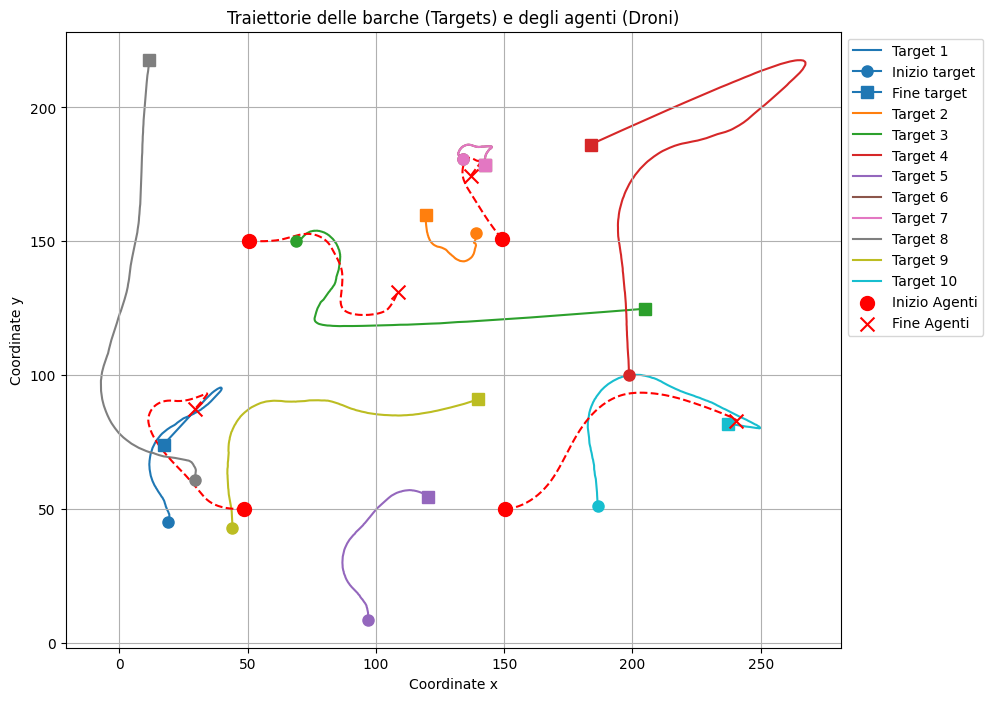 Traiettorie delle barche (Targets) e degli agenti (Droni)
Coordinate y
200
150
100
50
0
0 50 100 150 200 250
Coordinate x
Target 1
Inizio target
Fine target
Target 2
Target 3
Target 4
Target 5
Target 6
Target 7
Target 8
Target 9
Target 10
Inizio Agenti
Fine Agenti